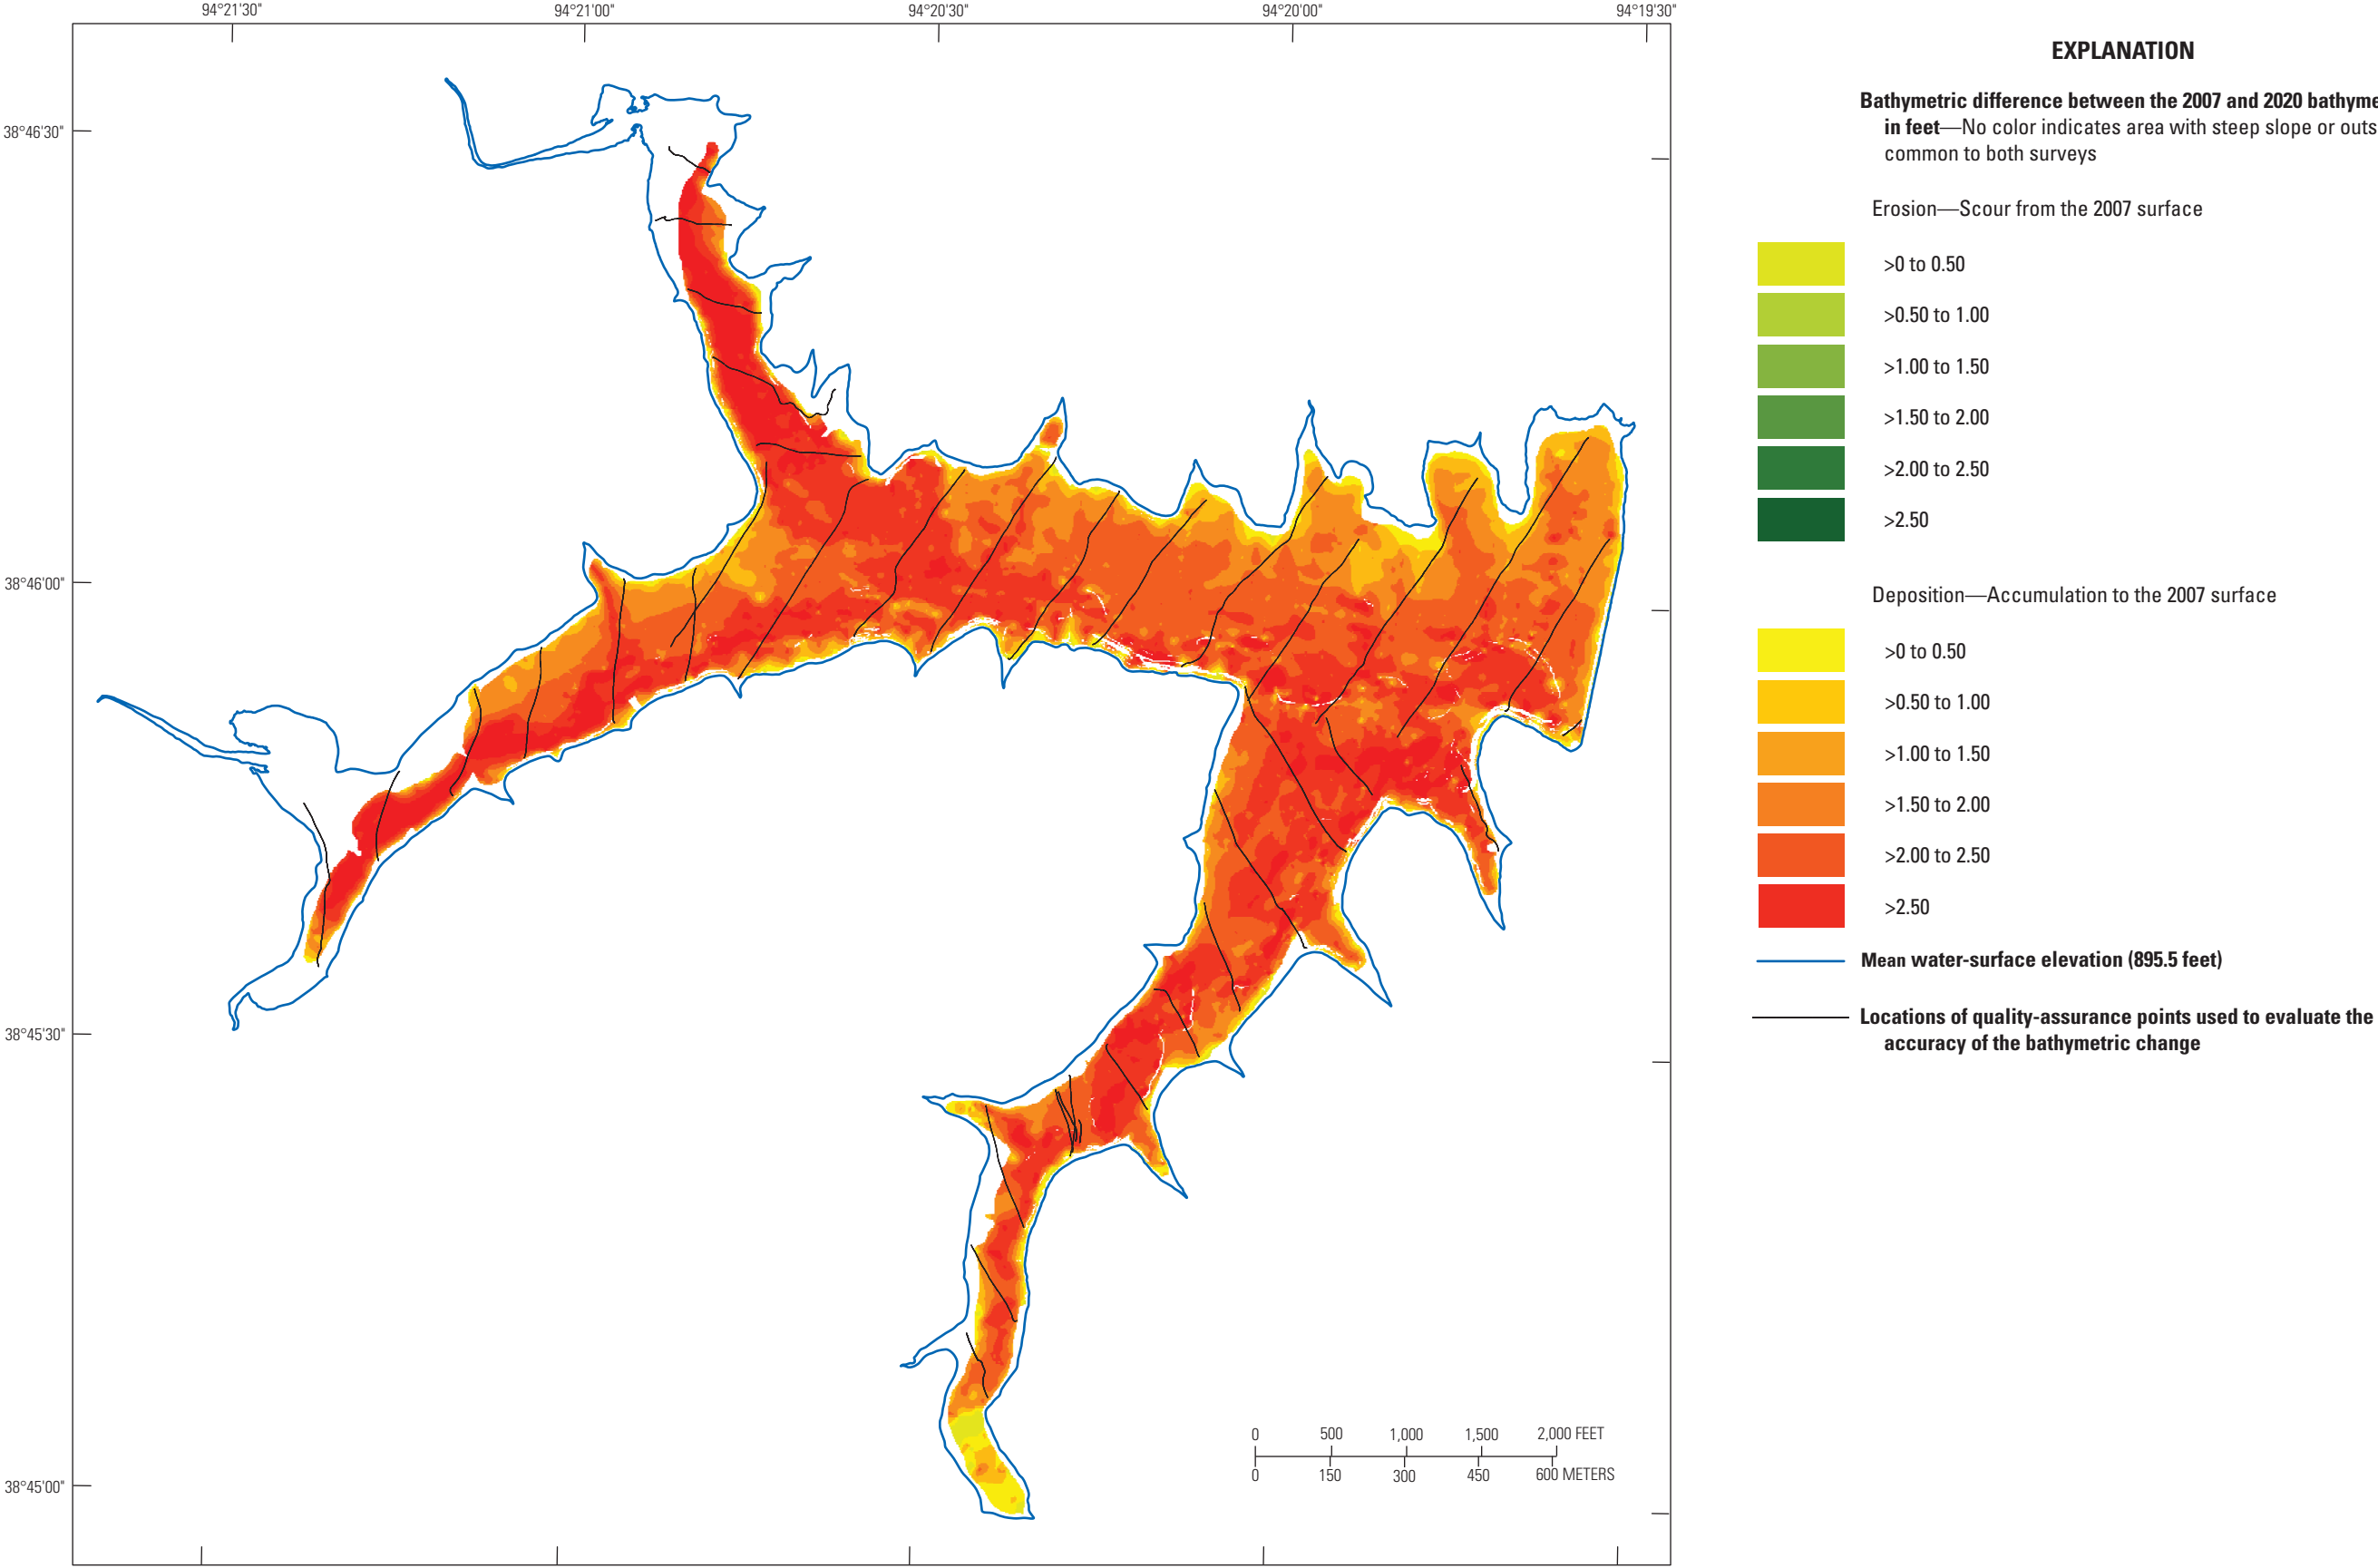 94°21'30"
94°21'00"
94°20'30"
94°20'00"
94°19'30"
38°46'30"
38°46'00"
38°45'30"
38°45'00"
EXPLANATION
Bathymetric difference between the 2007 and 2020
in feet—No color indicates area with steep slope or
common to both surveys
Erosion—Scour from the 2007 surface
>0 to 0.50
>0.50 to 1.00
>1.00 to 1.50
>1.50 to 2.00
>2.00 to 2.50
>2.50
Deposition—Accumulation to the 2007 surface
>0 to 0.50
>0.50 to 1.00
>1.00 to 1.50
>1.50 to 2.00
>2.00 to 2.50
>2.50
Mean water-surface elevation (895.5 feet)
Locations of quality-assurance points used to evaluate the
accuracy of the bathymetric change
0 500 1,000 1,500 2,000 FEET
0 150 300 450 600 METERS